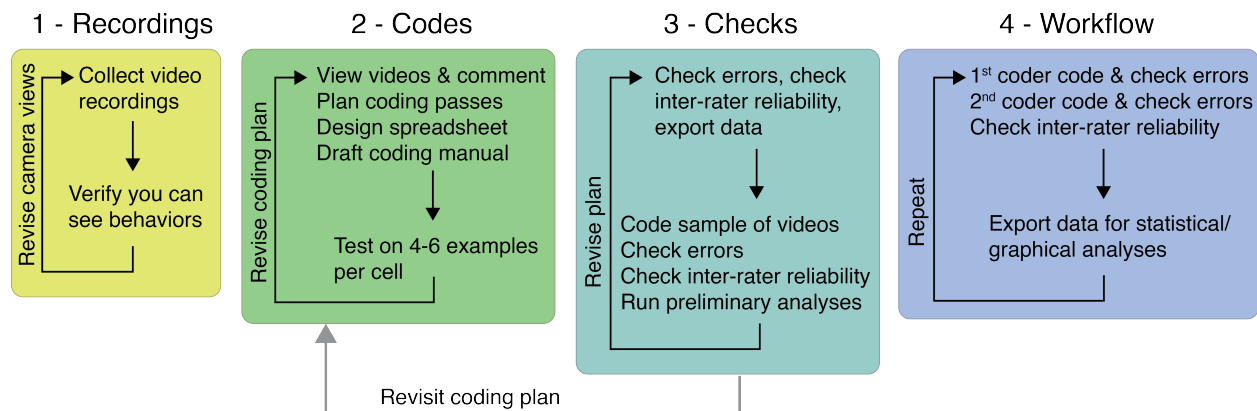 1 - Recordings
Revise camera views
Collect video
recordings
Verify you can
see behaviors
2 - Codes
Revise coding plan
View videos & comment
Plan coding passes
Design spreadsheet
Draft coding manual
Test on 4-6 examples
per cell
3 - Checks
Revise plan
Check errors, check
inter-rater reliability,
export data
Code sample of videos
Check errors
Check inter-rater reliability
Run preliminary analyses
4 - Workflow
Repeat
1st coder code & check errors
2nd coder code & check errors
Check inter-rater reliability
Export data for statistical/
graphical analyses
Revisit coding plan